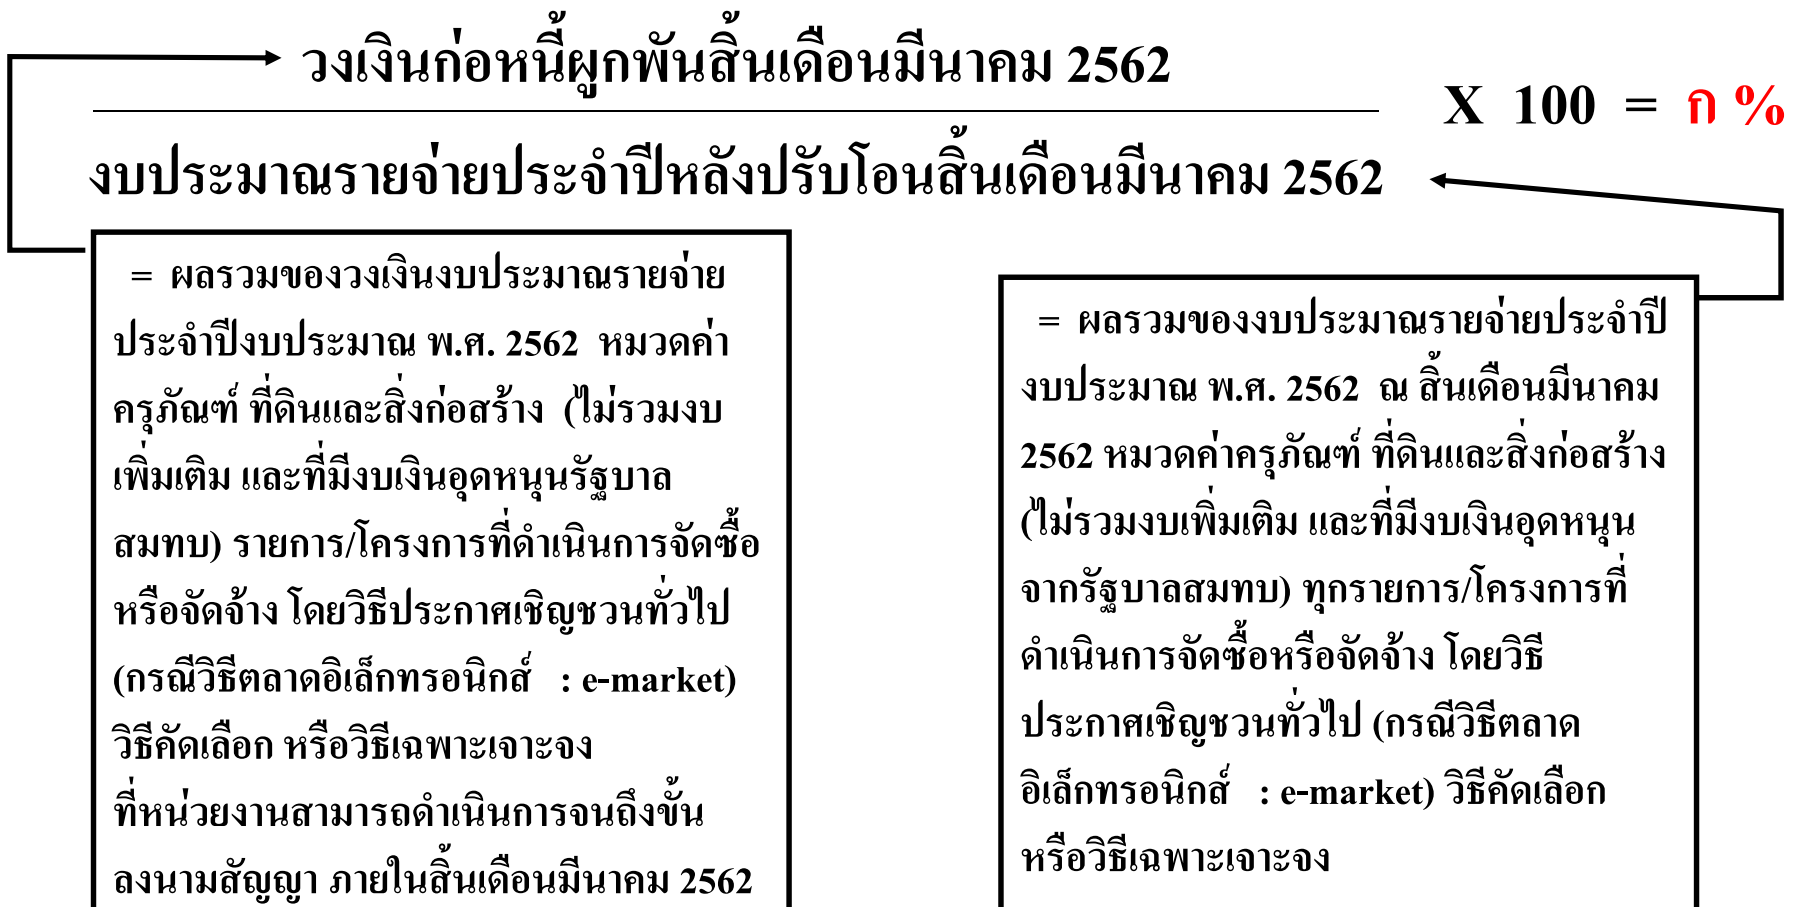 วงเงินก่อหนี้ผูกพันสิ้นเดือนมีนาคม 2562
X 100 = ก %
งบประมาณรายจ่ายประจำปีหลังปรับโอนสิ้นเดือนมีนาคม 2562
= ผลรวมของวงเงินงบประมาณรายจ่าย
ประจำปีงบประมาณ พ.ศ. 2562 หมวดค่า
ครุภัณฑ์ ที่ดินและสิ่งก่อสร้าง (ไม่รวมงบ
เพิ่มเติม และที่มีงบเงินอุดหนุนรัฐบาล
สมทบ) รายการ/โครงการที่ดำเนินการจัดซื้อ
หรือจัดจ้าง โดยวิธีประกาศเชิญชวนทั่วไป
(กรณีวิธีตลาดอิเล็กทรอนิกส์ : e-market)
วิธีคัดเลือก หรือวิธีเฉพาะเจาะจง
ที่หน่วยงานสามารถดำเนินการจนถึงขั้น
ลงนามสัญญา ภายในสิ้นเดือนมีนาคม 2562
= ผลรวมของงบประมาณรายจ่ายประจำปี
งบประมาณ พ.ศ. 2562 ณ สิ้นเดือนมีนาคม
2562 หมวดค่าครุภัณฑ์ ที่ดินและสิ่งก่อสร้าง
(ไม่รวมงบเพิ่มเติม และที่มีงบเงินอุดหนุน
จากรัฐบาลสมทบ) ทุกรายการ/โครงการที่
ดำเนินการจัดซื้อหรือจัดจ้าง โดยวิธี
ประกาศเชิญชวนทั่วไป (กรณีวิธีตลาด
อิเล็กทรอนิกส์ : e-market) วิธีคัดเลือก
หรือวิธีเฉพาะเจาะจง